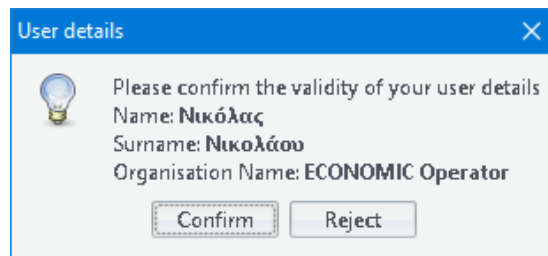 User details
Please confirm the validity of your user details
Name: Νικόλας
Surname: Νικολάου
Organisation Name: ECONOMIC Operator
Confirm Reject